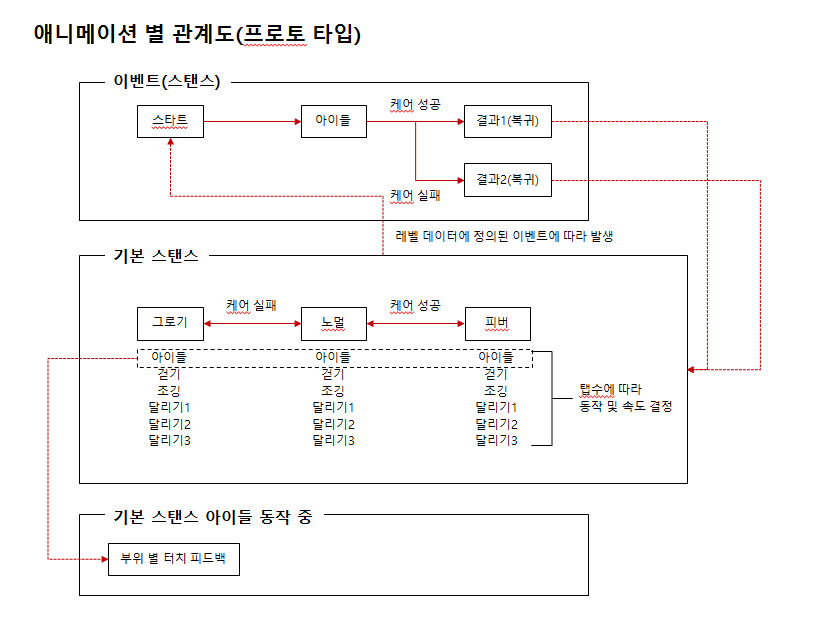 애니메이션 별 관계도(프로토 타입)
이벤트(스탠스)
케어 성공
스타트
아이들
결과1(복귀)
결과2(복귀)
케어 실패
레벨 데이터에 정의된 이벤트에 따라 발생
기본 스탠스
케어 실패
케어 성공
그로기
노멀
피버
아이들 아이들 아이들
걷기 걷기 걷기
조깅 조깅 조깅
달리기1 달리기1 달리기1
달리기2 달리기2 달리기2
달리기3 달리기3 달리기3
탭수에 따라
동작 및 속도 결정
기본 스탠스 아이들 동작 중
부위 별 터치 피드백